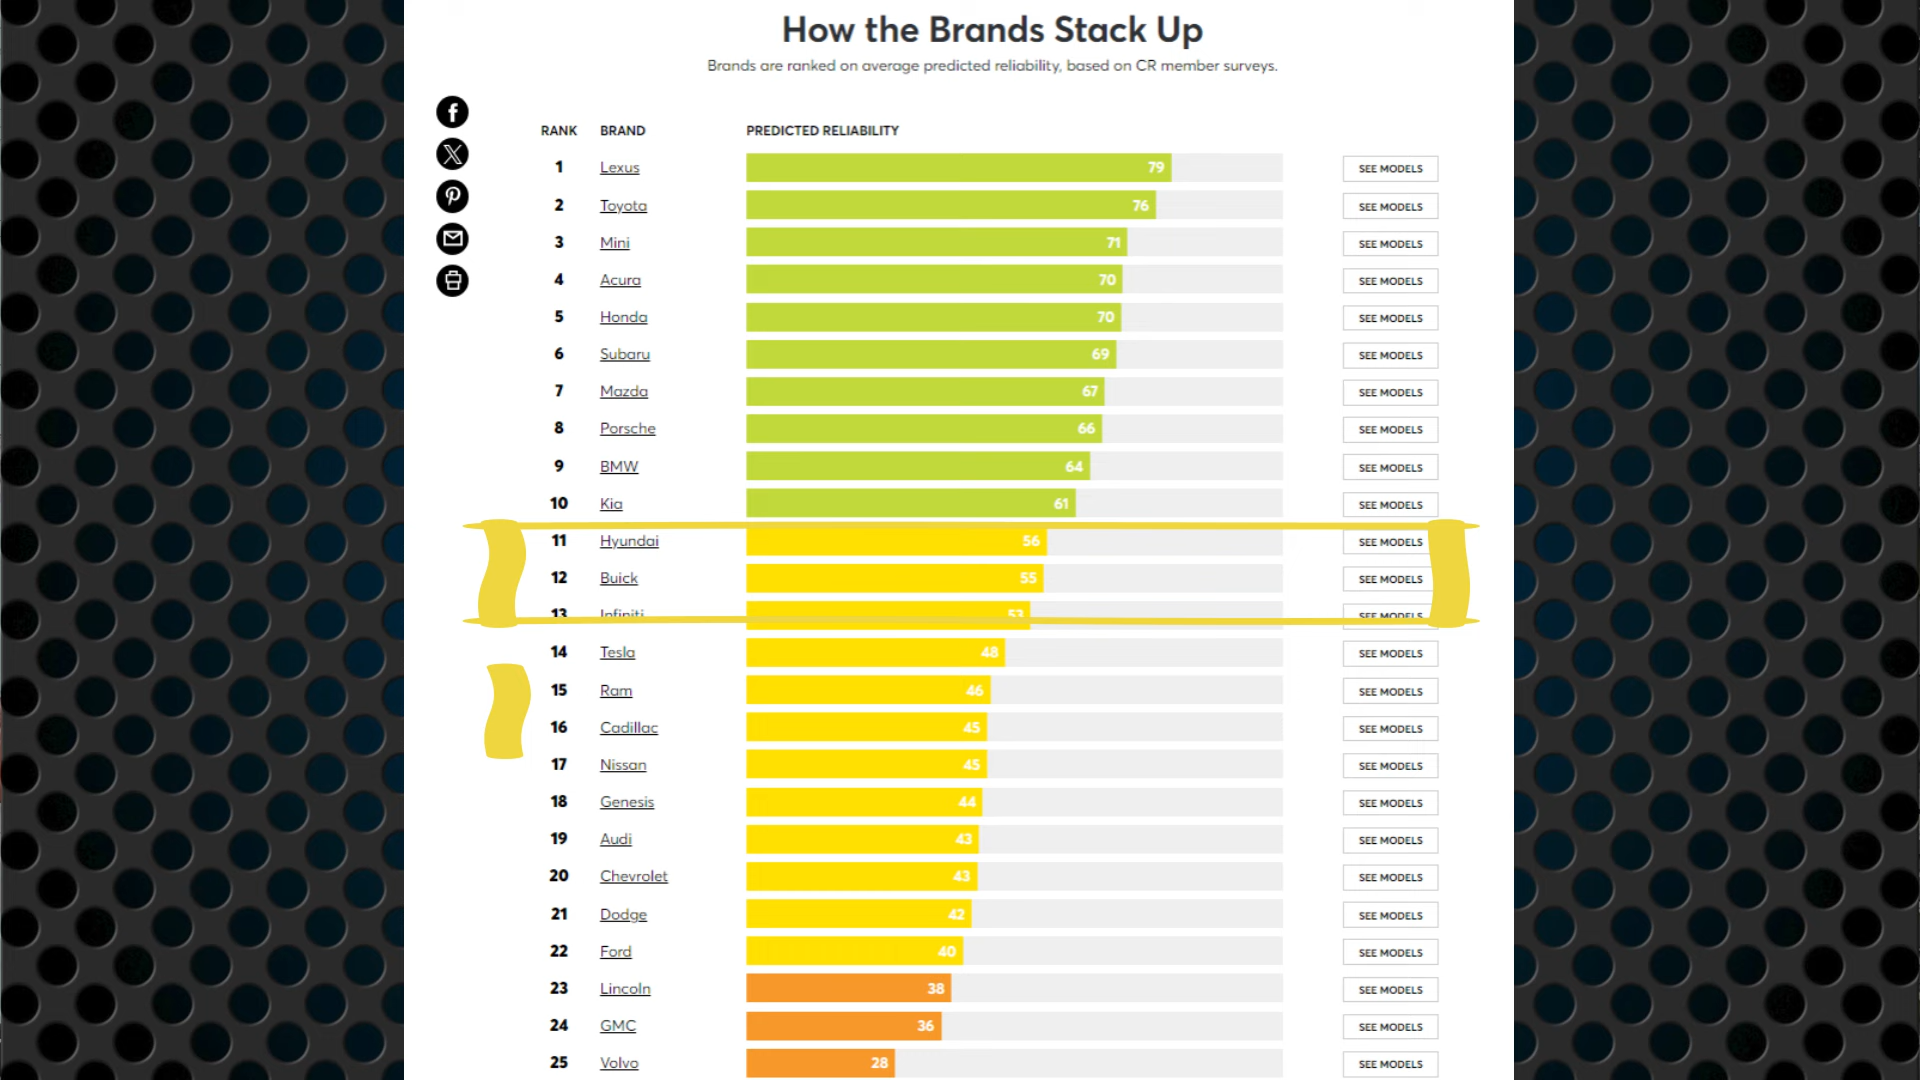 How the Brands Stack Up
Brands are ranked on average predicted reliability, based on CR member surveys.
RANK BRAND PREDICTED RELIABILITY
1 Lexus 79 SEE MODELS
2 Toyota 76 SEE MODELS
3 Mini 71 SEE MODELS
4 Acura 70 SEE MODELS
5 Honda 70 SEE MODELS
6 Subaru 69 SEE MODELS
7 Mazda 67 SEE MODELS
8 Porsche 66 SEE MODELS
9 BMW 64 SEE MODELS
10 Kia 61 SEE MODELS
11 Hyundai 56 SEE MODELS
12 Buick 55 SEE MODELS
13 Infiniti 53 SEE MODELS
14 Tesla 48 SEE MODELS
15 Ram 46 SEE MODELS
16 Cadillac 45 SEE MODELS
17 Nissan 45 SEE MODELS
18 Genesis 44 SEE MODELS
19 Audi 43 SEE MODELS
20 Chevrolet 43 SEE MODELS
21 Dodge 42 SEE MODELS
22 Ford 40 SEE MODELS
23 Lincoln 38 SEE MODELS
24 GMC 36 SEE MODELS
25 Volvo 28 SEE MODELS